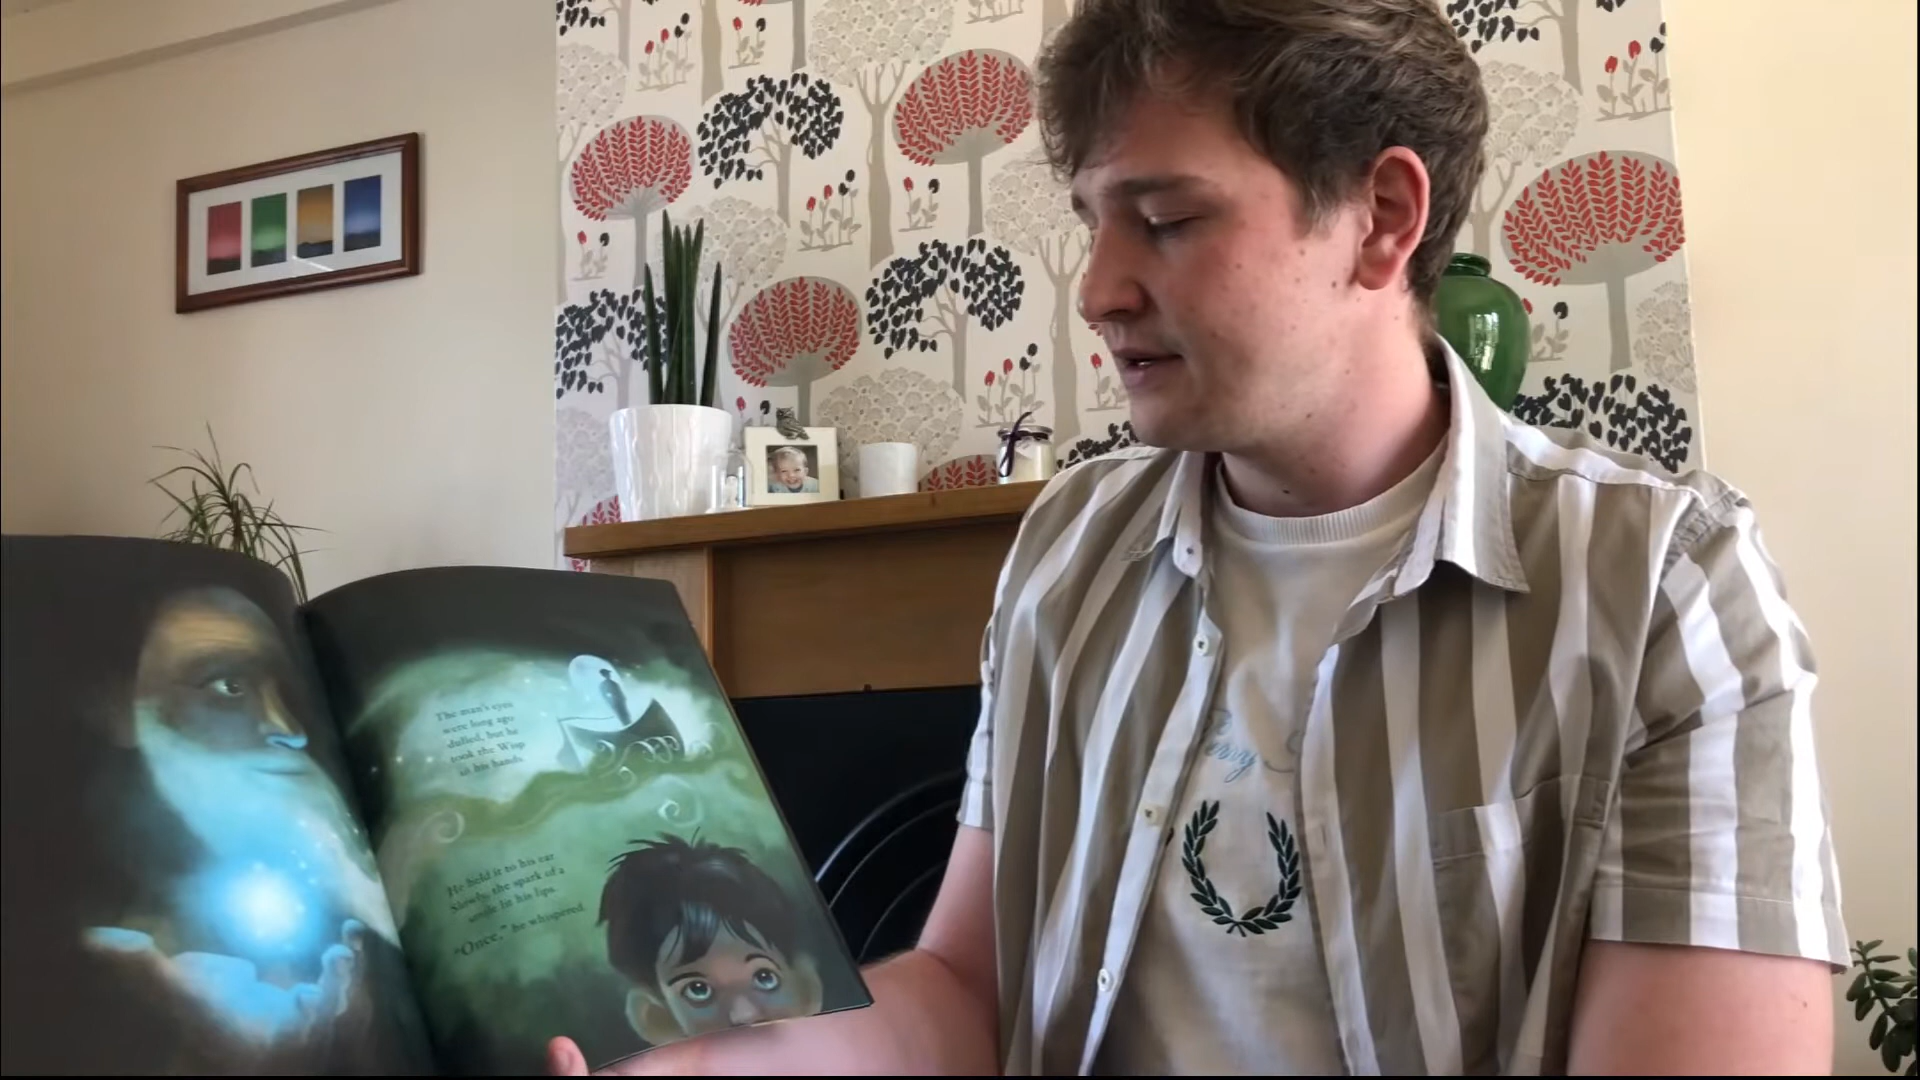 The man's eyes
were long ago
dulled, but he
took the Wisp
in his hands.
He held it to his ear
Slowly, the spark of a
smile lit his lips.
"Once," he whispered.